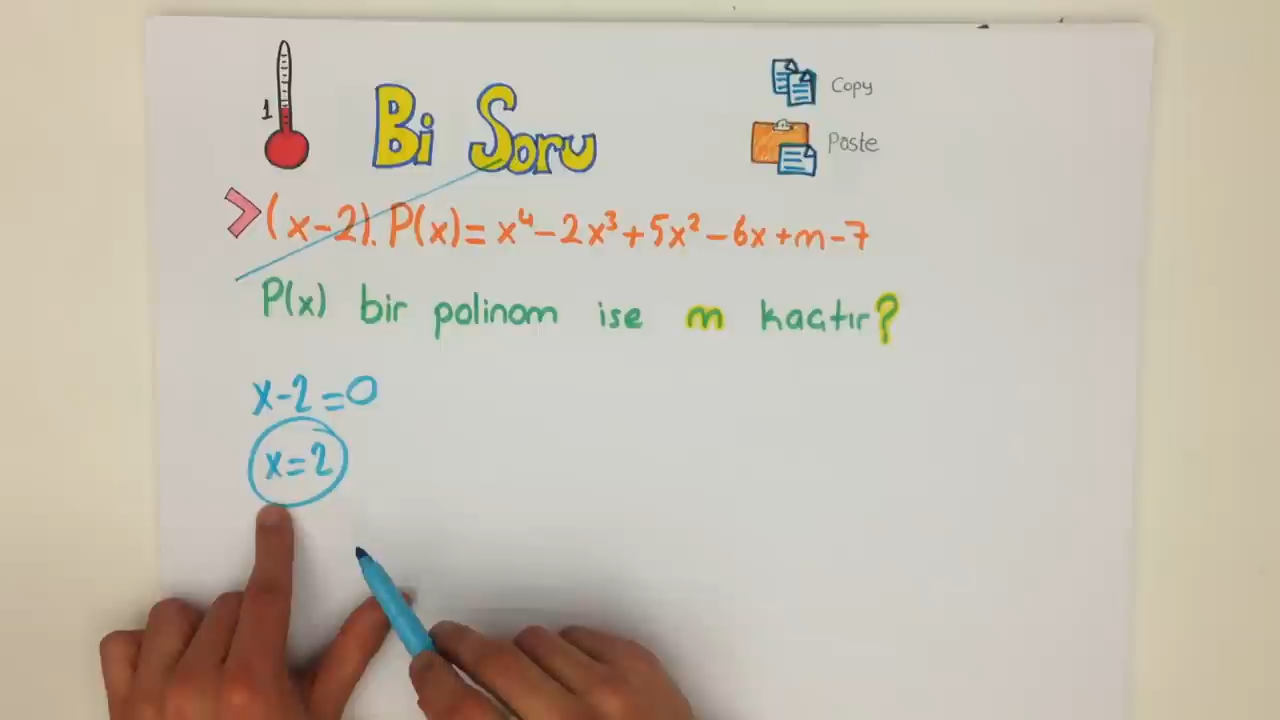 1
Bi Soru
Copy
Paste
(x-2).P(x)=x⁴-2x³+5x²-6x+m-7
P(x) bir polinom ise m kaçtır?
x-2=0
x=2